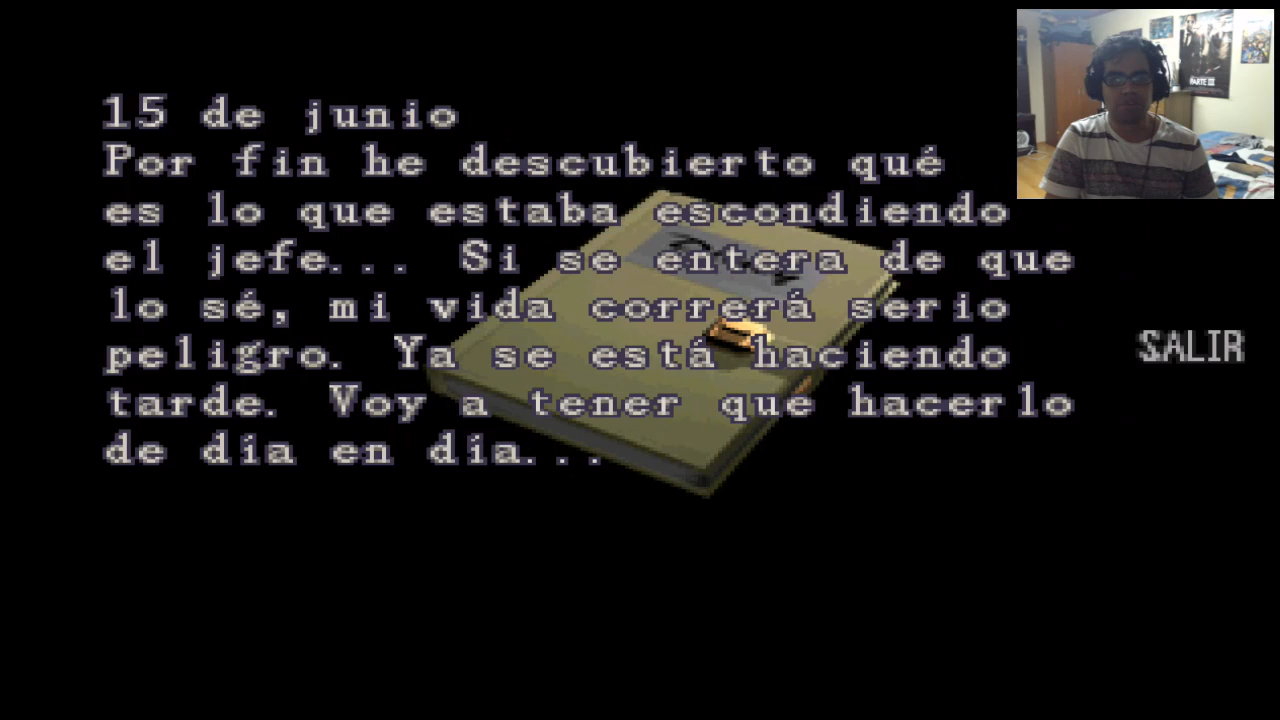 15 de junio
Por fin he descubierto qué
es lo que estaba escondiendo
el jefe... Si se entera de que
lo sé, mi vida correrá serio
peligro. Ya se está haciendo
tarde. Voy a tener que hacerlo
de día en día...
SALIR
PARTE III